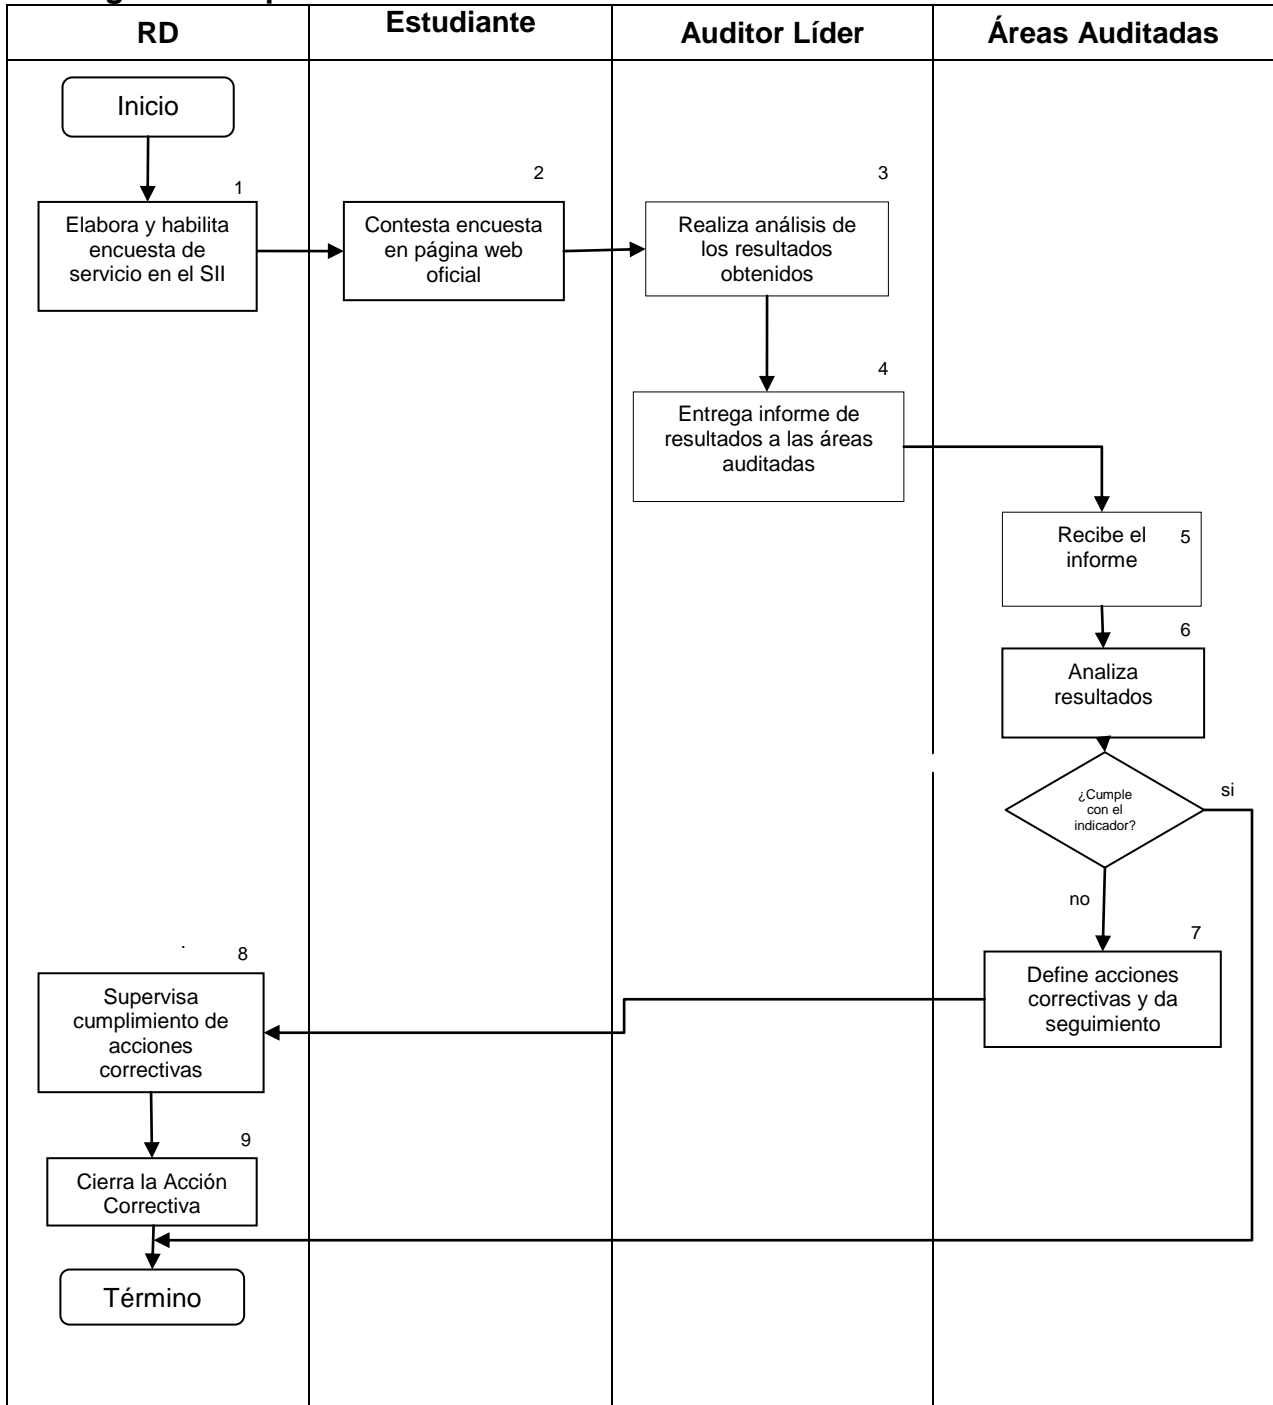 RD
Estudiante
Auditor Líder
Áreas Auditadas
Inicio
1
Elabora y habilita
encuesta de
servicio en el SII
2
Contesta encuesta
en página web
oficial
3
Realiza análisis de
los resultados
obtenidos
4
Entrega informe de
resultados a las áreas
auditadas
Recibe el
informe
5
6
Analiza
resultados
¿Cumple
con el
indicador?
si
no
7
Define acciones
correctivas y da
seguimiento
8
Supervisa
cumplimiento de
acciones
correctivas
9
Cierra la Acción
Correctiva
Término